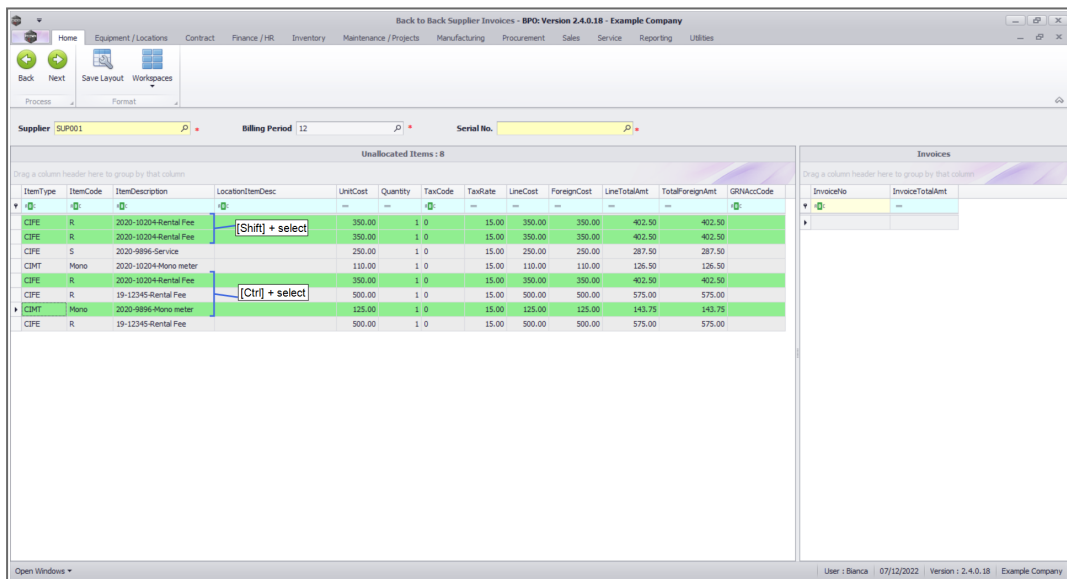 Back to Back Supplier Invoices - BPO: Version 2.4.0.18 - Example Company
Home Equipment / Locations Contract Finance / HR Inventory Maintenance / Projects Manufacturing Procurement Sales Service Reporting Utilities
Back Next Save Layout Workspaces
Process Format
Supplier SUP001 * Billing Period 12 * Serial No. *
Unallocated Items : 8 Invoices
Drag a column header here to group by that column Drag a column header here to group by that column
ItemType ItemCode ItemDescription LocationItemDesc UnitCost Quantity TaxCode TaxRate LineCost ForeignCost LineTotalAmt TotalForeignAmt GRNAccCode InvoiceNo InvoiceTotalAmt
CIFE R 2020-10204-Rental Fee 350.00 1 0 15.00 350.00 350.00 402.50 402.50
[Shift] + select
CIFE R 2020-10204-Rental Fee 350.00 1 0 15.00 350.00 350.00 402.50 402.50
CIFE S 2020-9896-Service 250.00 1 0 15.00 250.00 250.00 287.50 287.50
CIMT Mono 2020-10204-Mono meter 110.00 1 0 15.00 110.00 110.00 126.50 126.50
CIFE R 2020-10204-Rental Fee 350.00 1 0 15.00 350.00 350.00 402.50 402.50
[Ctrl] + select
CIFE R 19-12345-Rental Fee 500.00 1 0 15.00 500.00 500.00 575.00 575.00
CIMT Mono 2020-9896-Mono meter 125.00 1 0 15.00 125.00 125.00 143.75 143.75
CIFE R 19-12345-Rental Fee 500.00 1 0 15.00 500.00 500.00 575.00 575.00
Open Windows User : Bianca 07/12/2022 Version : 2.4.0.18 Example Company